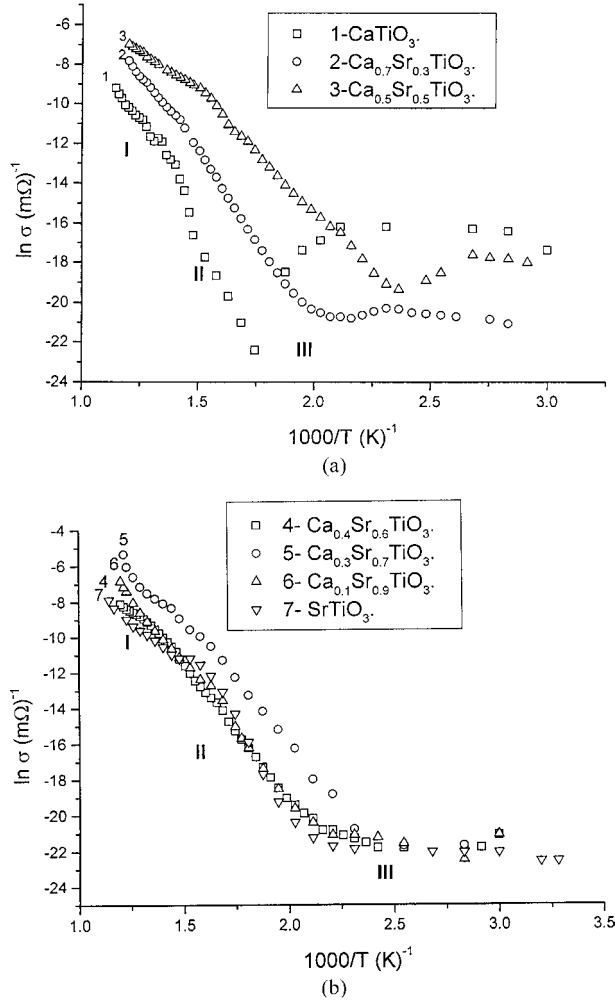 -6
-8
-10
-12
-14
-16
-18
-20
-22
-24
ln σ (mΩ)⁻¹
3
2
1
I
II
III
1-CaTiO₃.
2-Ca₀.₇Sr₀.₃TiO₃.
3-Ca₀.₅Sr₀.₅TiO₃.
1.0 1.5 2.0 2.5 3.0
1000/T (K)⁻¹
(a)
-4
-6
-8
-10
-12
-14
-16
-18
-20
-22
-24
ln σ (mΩ)⁻¹
5
6
4
7
I
II
III
4- Ca₀.₄Sr₀.₆TiO₃.
5- Ca₀.₃Sr₀.₇TiO₃.
6- Ca₀.₁Sr₀.₉TiO₃.
7- SrTiO₃.
1.0 1.5 2.0 2.5 3.0 3.5
1000/T (K)⁻¹
(b)